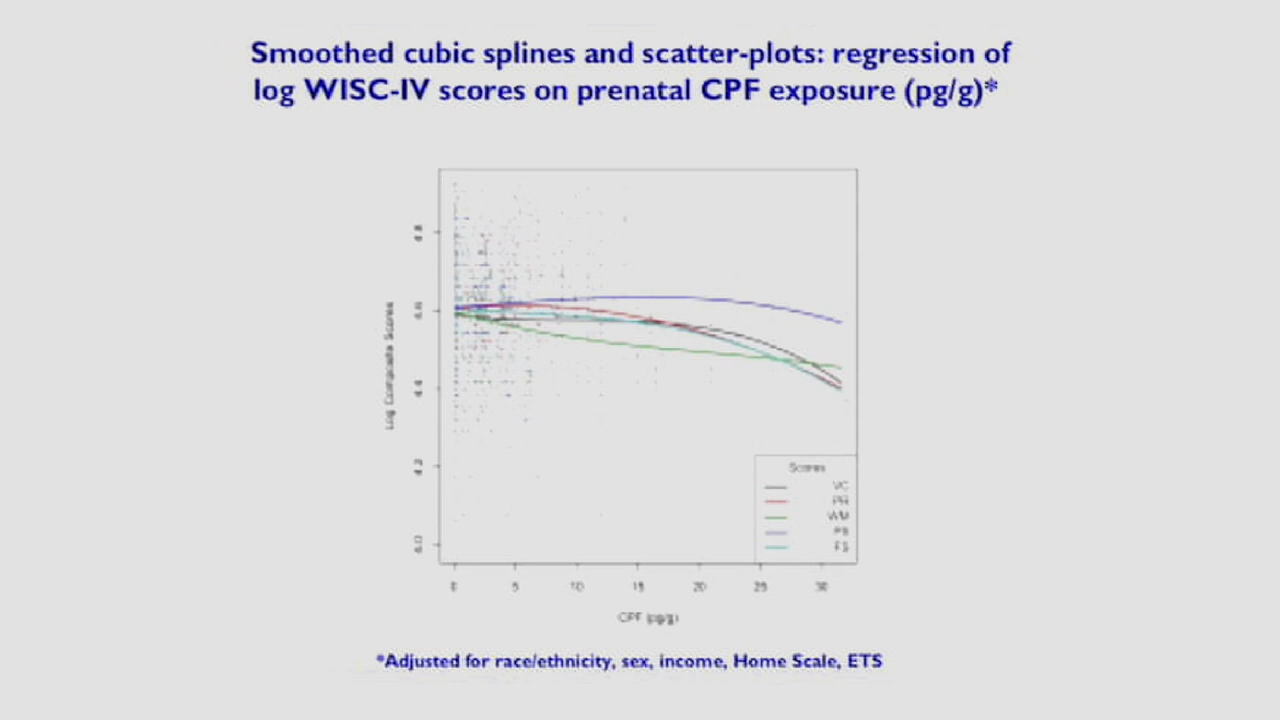 Smoothed cubic splines and scatter-plots: regression of
log WISC-IV scores on prenatal CPF exposure (pg/g)*
Log Composite Scores
4.8
4.6
4.4
4.2
4.0
0 5 10 15 20 25 30
CPF (pg/g)
Scores
VC
PR
WM
PS
FS
*Adjusted for race/ethnicity, sex, income, Home Scale, ETS